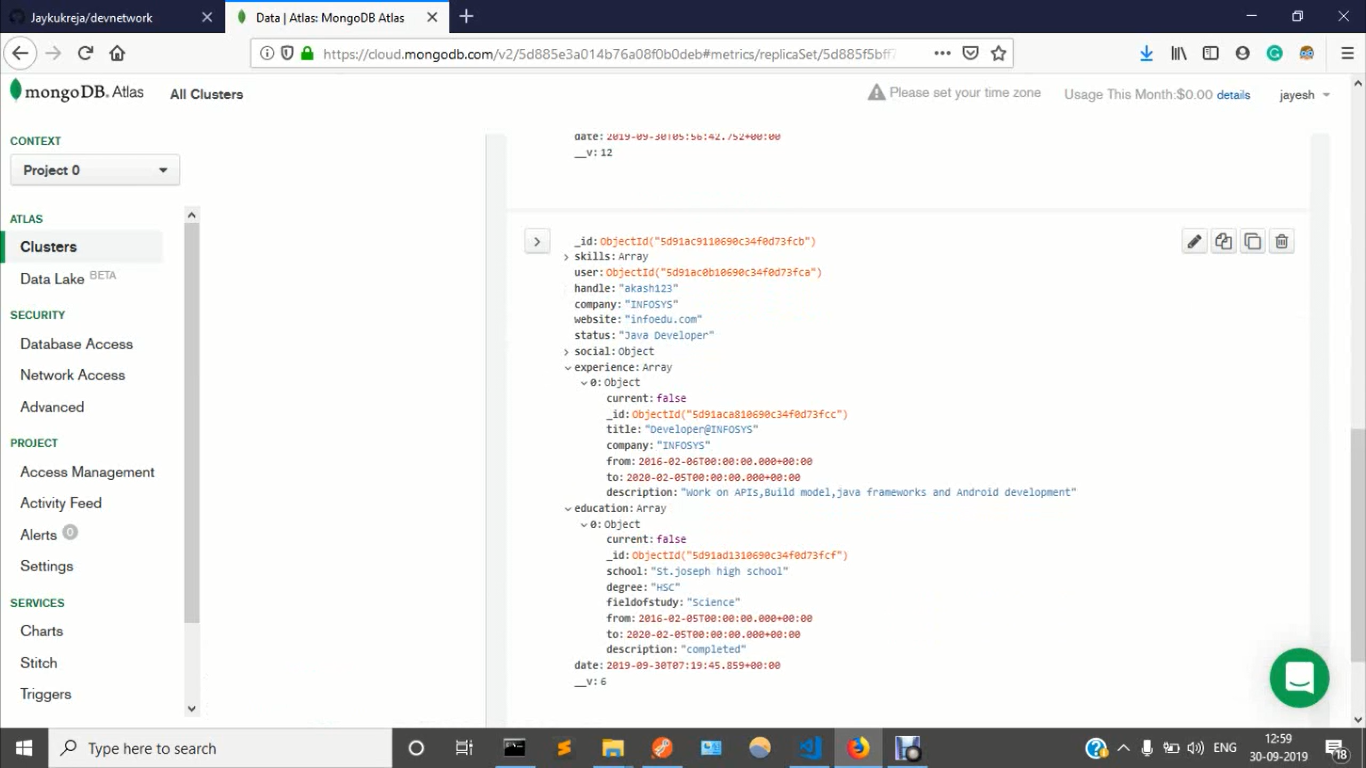 Jaykukreja/devnetwork
Data | Atlas: MongoDB Atlas
https://cloud.mongodb.com/v2/5d885e3a014b76a08f0b0deb#metrics/replicaSet/5d885f5bff
mongoDB. Atlas
All Clusters
Please set your time zone
Usage This Month:$0.00 details
jayesh
CONTEXT
Project 0
ATLAS
Clusters
Data Lake BETA
SECURITY
Database Access
Network Access
Advanced
PROJECT
Access Management
Activity Feed
Alerts 0
Settings
SERVICES
Charts
Stitch
Triggers
date: 2019-09-30T05:56:42.752+00:00
__v: 12
_id: ObjectId("5d91ac9110690c34f0d73fcb")
skills: Array
user: ObjectId("5d91ac0b10690c34f0d73fca")
handle: "akash123"
company: "INFOSYS"
website: "infoedu.com"
status: "Java Developer"
social: Object
experience: Array
0: Object
current: false
_id: ObjectId("5d91aca810690c34f0d73fcc")
title: "Developer@INFOSYS"
company: "INFOSYS"
from: 2016-02-06T00:00:00.000+00:00
to: 2020-02-05T00:00:00.000+00:00
description: "Work on APIs,Build model,java frameworks and Android development"
education: Array
0: Object
current: false
_id: ObjectId("5d91ad1310690c34f0d73fcf")
school: "St.joseph high school"
degree: "HSC"
fieldofstudy: "Science"
from: 2016-02-05T00:00:00.000+00:00
to: 2020-02-05T00:00:00.000+00:00
description: "completed"
date: 2019-09-30T07:19:45.859+00:00
__v: 6
Type here to search
ENG
12:59
30-09-2019
18